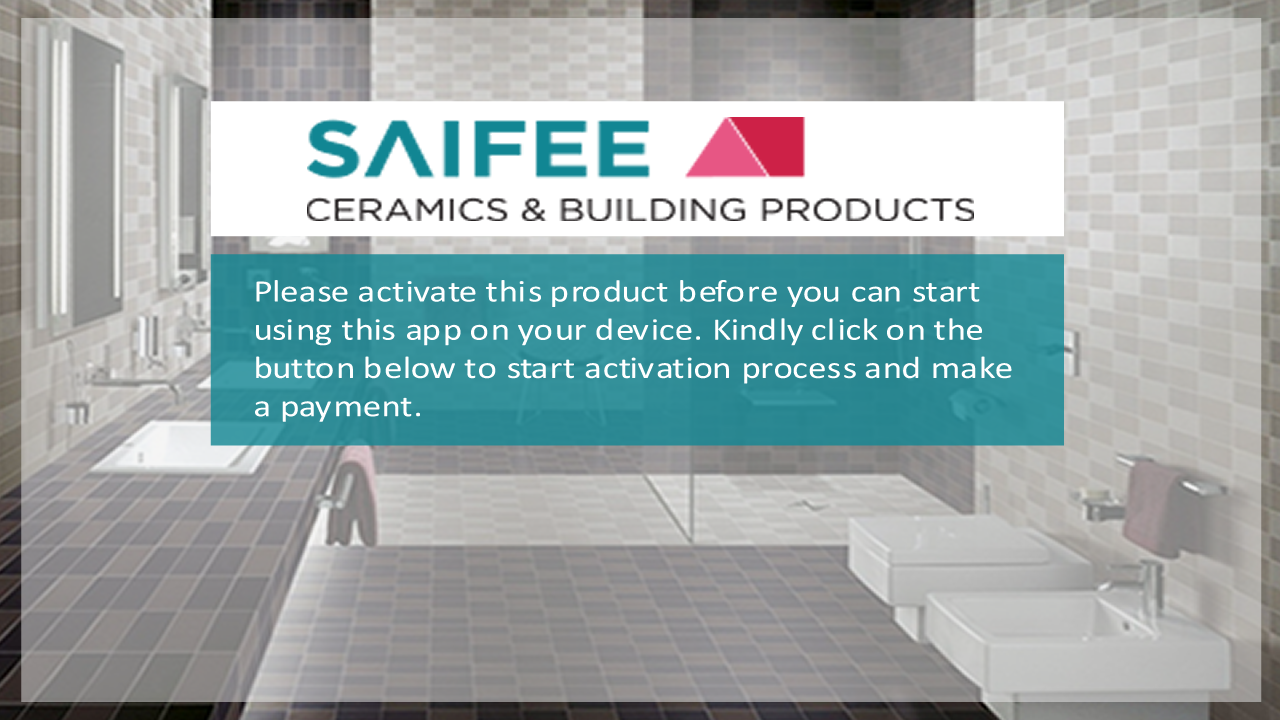 SAIFEE
CERAMICS & BUILDING PRODUCTS
Please activate this product before you can start
using this app on your device. Kindly click on the
button below to start activation process and make
a payment.